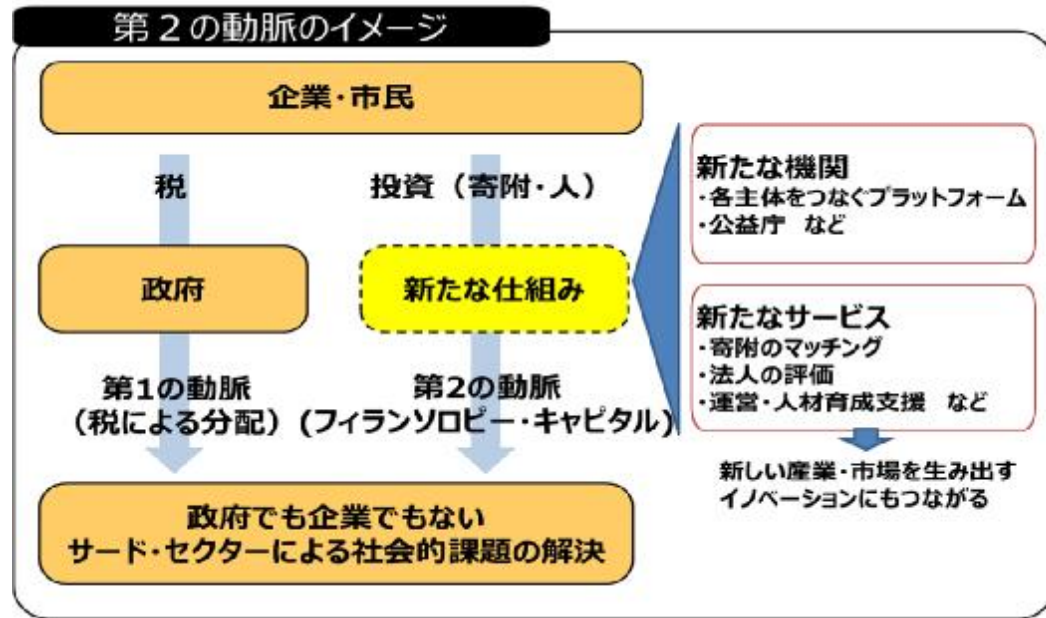 第2の動脈のイメージ
企業・市民
税
投資（寄附・人）
政府
新たな仕組み
第1の動脈
（税による分配）
第2の動脈
(フィランソロピー・キャピタル)
政府でも企業でもない
サード・セクターによる社会的課題の解決
新たな機関
・各主体をつなぐプラットフォーム
・公益庁 など
新たなサービス
・寄附のマッチング
・法人の評価
・運営・人材育成支援 など
新しい産業・市場を生み出す
イノベーションにもつながる